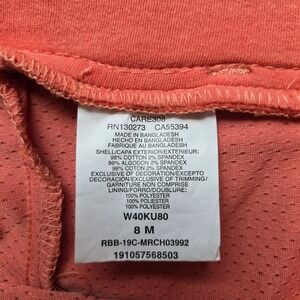 CARE308
RN130273 CA55394
MADE IN BANGLADESH
HECHO EN BANGLADESH
FABRIQUE AU BANGLADESH
SHELL/CAPA EXTERIOR/EXTERIEUR:
98% COTTON 2% SPANDEX
98% ALGODON 2% SPANDEX
98% COTON 2% SPANDEX
EXCLUSIVE OF DECORATION/EXCEPTO
DECORACION/EXCLUSIVE OF TRIMMING/
GARNITURE NON COMPRISE
LINING/FORRO/DOUBLURE:
100% POLYESTER
100% POLYESTER
100% POLYESTER
W40KU80
8 M
RBB-19C-MRCH03992
191057568503